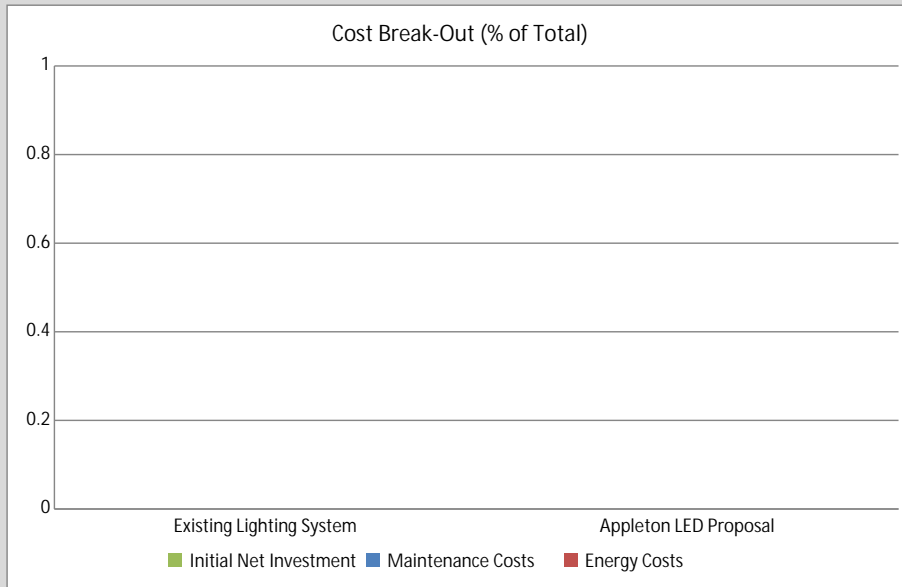 Cost Break-Out (% of Total)
1
0.8
0.6
0.4
0.2
0
Existing Lighting System Appleton LED Proposal
Initial Net Investment Maintenance Costs Energy Costs